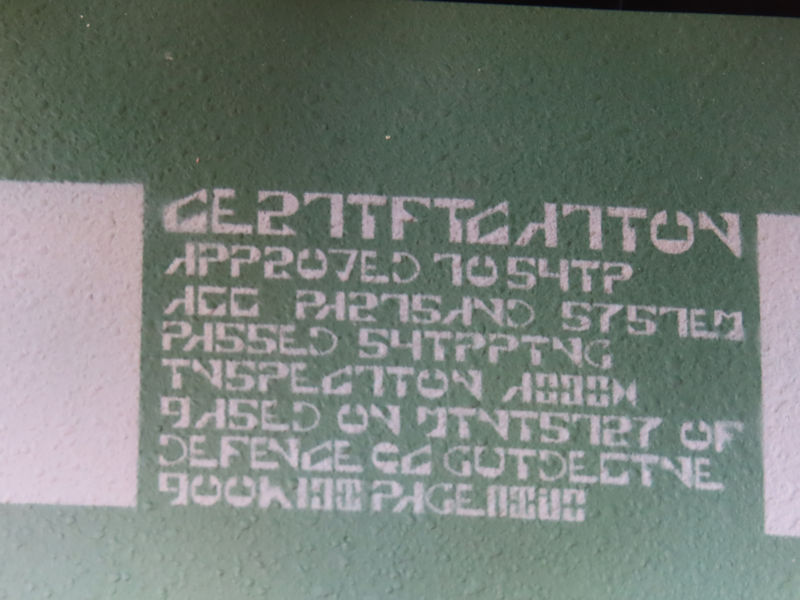 CERTIFICATION
APPROVED TO SHIP
ALL PARTS AND SYSTEM
PASSED SHIPPING
INSPECTION
BASED ON MINISTRY OF
DEFENCE QC GUIDELINE
BOOK PAGE